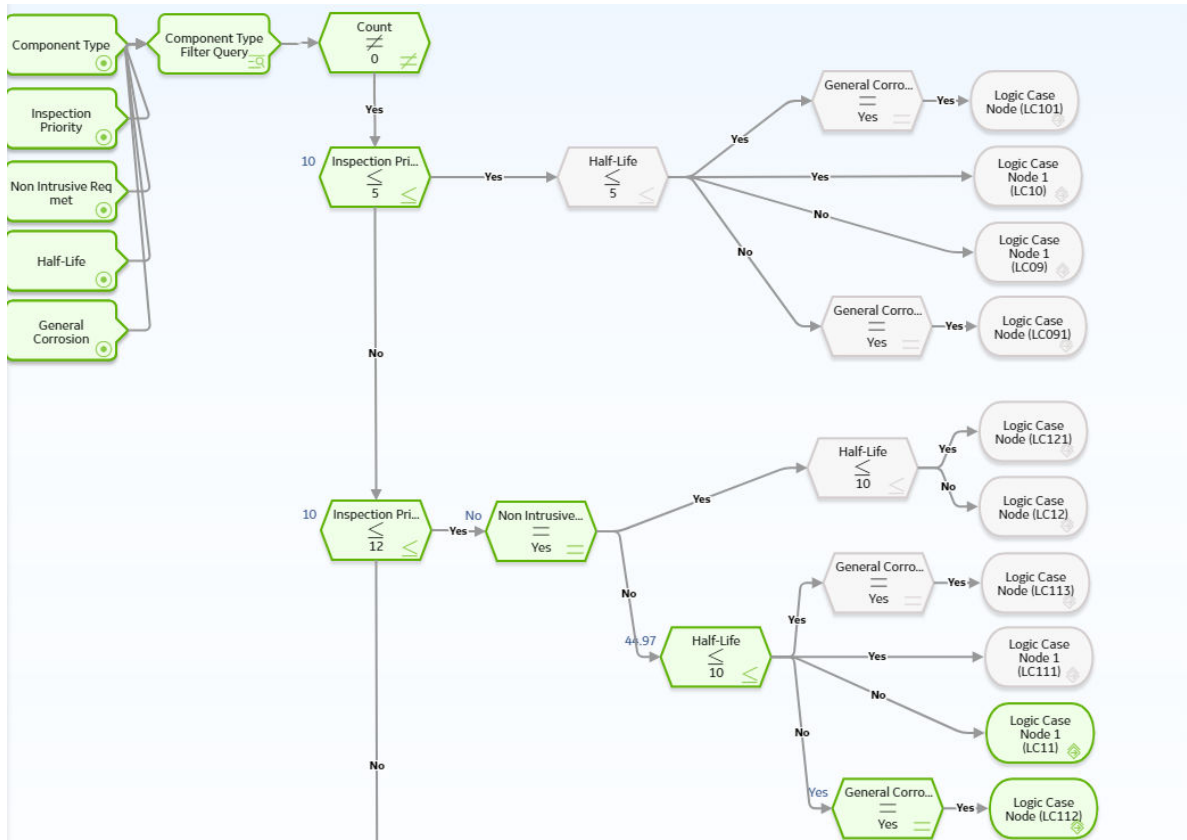 Component Type
Component Type
Filter Query
Count
≠
0
Inspection
Priority
Non Intrusive Req
met
Half-Life
General
Corrosion
Yes
10
Inspection Pri...
≤
5
Yes
Half-Life
≤
5
Yes
General Corro...
=
Yes
Yes
Logic Case
Node (LC101)
Yes
Logic Case
Node 1
(LC10)
No
Logic Case
Node 1
(LC09)
No
General Corro...
=
Yes
Yes
Logic Case
Node (LC091)
No
10
Inspection Pri...
≤
12
Yes
No
Non Intrusive...
=
Yes
Yes
Half-Life
≤
10
Yes
Logic Case
Node (LC121)
No
Logic Case
Node (LC12)
No
44.97
Half-Life
≤
10
Yes
General Corro...
=
Yes
Yes
Logic Case
Node (LC113)
Yes
Logic Case
Node 1
(LC111)
No
Logic Case
Node 1
(LC11)
No
Yes
General Corro...
=
Yes
Yes
Logic Case
Node (LC112)
No